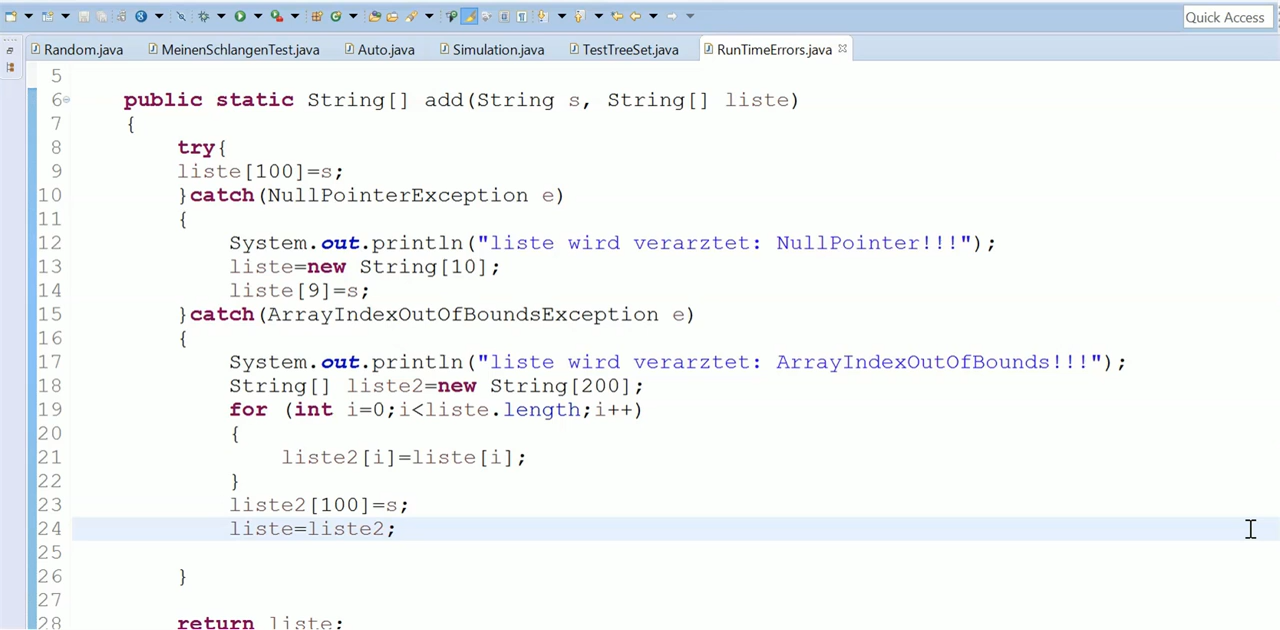 Quick Access
Random.java MeinenSchlangenTest.java Auto.java Simulation.java TestTreeSet.java RunTimeErrors.java
5
6 public static String[] add(String s, String[] liste)
7 {
8 try{
9 liste[100]=s;
10 }catch(NullPointerException e)
11 {
12 System.out.println("liste wird verarztet: NullPointer!!!");
13 liste=new String[10];
14 liste[9]=s;
15 }catch(ArrayIndexOutOfBoundsException e)
16 {
17 System.out.println("liste wird verarztet: ArrayIndexOutOfBounds!!!");
18 String[] liste2=new String[200];
19 for (int i=0;i<liste.length;i++)
20 {
21 liste2[i]=liste[i];
22 }
23 liste2[100]=s;
24 liste=liste2;
25
26 }
27
28 return liste;